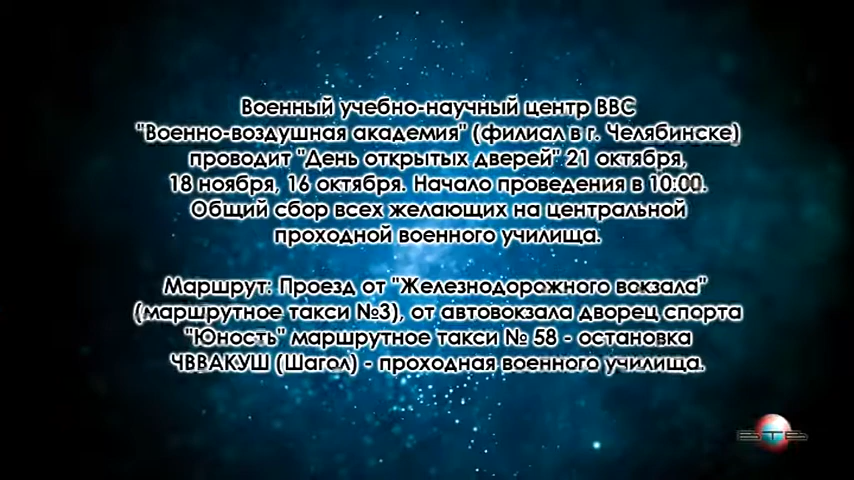 Военный учебно-научный центр ВВС
"Военно-воздушная академия" (филиал в г. Челябинске)
проводит "День открытых дверей" 21 октября,
18 ноября, 16 октября. Начало проведения в 10:00.
Общий сбор всех желающих на центральной
проходной военного училища.
Маршрут: Проезд от "Железнодорожного вокзала"
(маршрутное такси №3), от автовокзала дворец спорта
"Юность" маршрутное такси № 58 - остановка
ЧВВАКУШ (Шагол) - проходная военного училища.